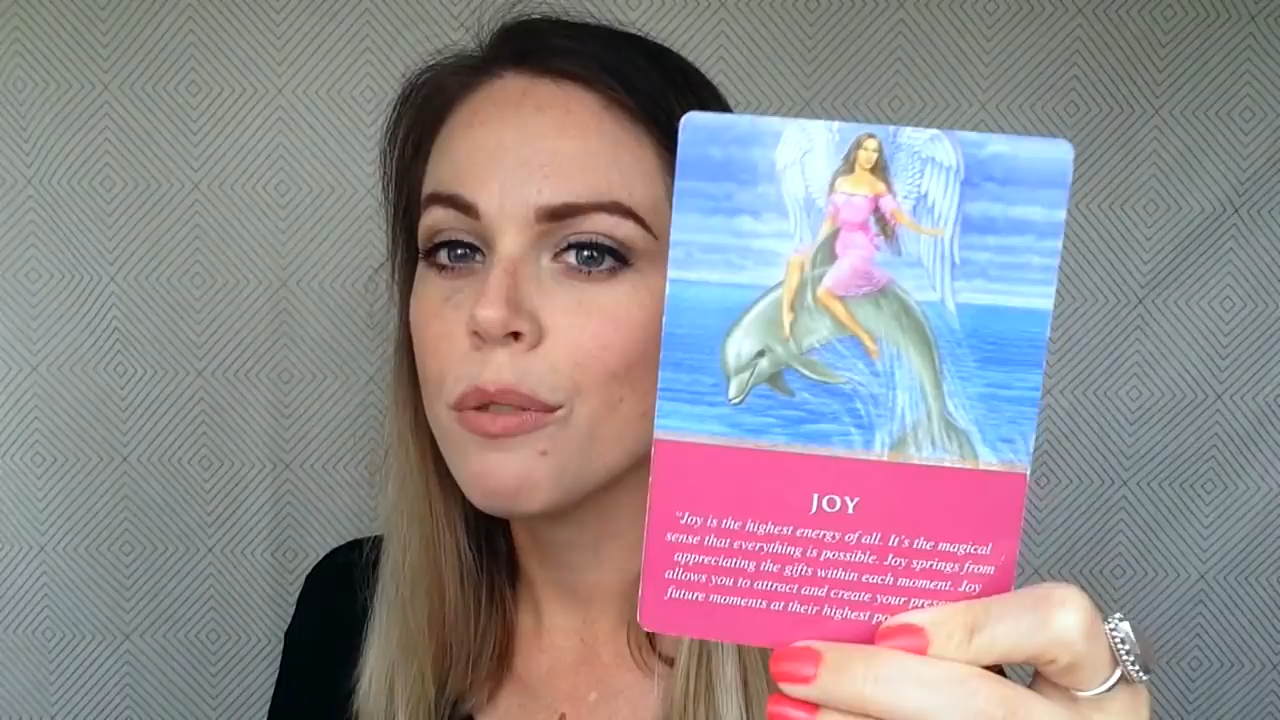 JOY
"Joy is the highest energy of all. It's the magical
sense that everything is possible. Joy springs from
appreciating the gifts within each moment. Joy
allows you to attract and create your
future moments at their highest